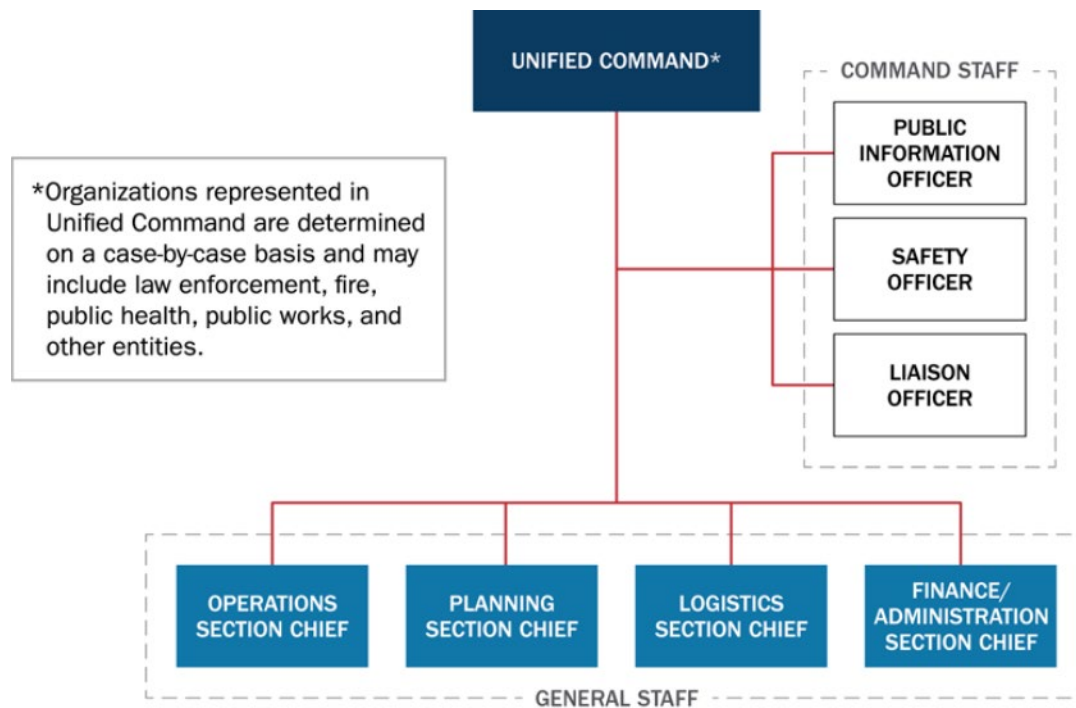 UNIFIED COMMAND*
COMMAND STAFF
PUBLIC
INFORMATION
OFFICER
SAFETY
OFFICER
LIAISON
OFFICER
*Organizations represented in
Unified Command are determined
on a case-by-case basis and may
include law enforcement, fire,
public health, public works, and
other entities.
OPERATIONS
SECTION CHIEF
PLANNING
SECTION CHIEF
LOGISTICS
SECTION CHIEF
FINANCE/
ADMINISTRATION
SECTION CHIEF
GENERAL STAFF